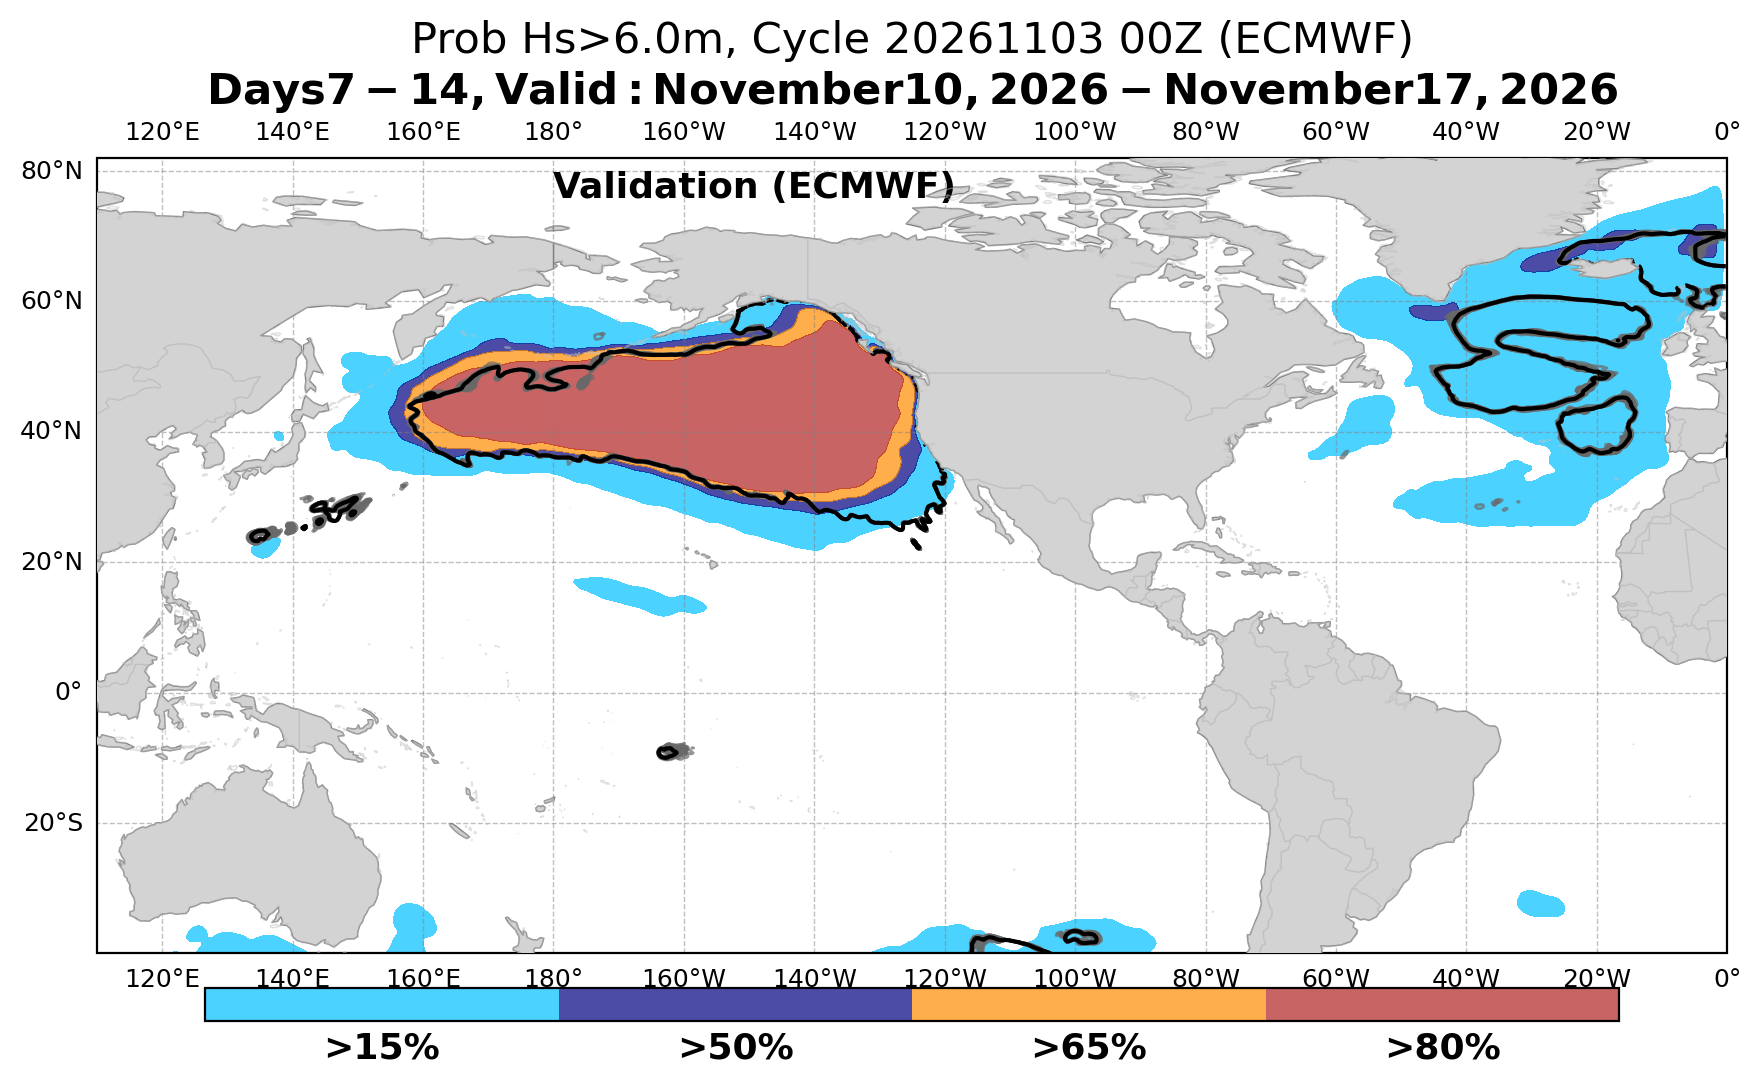 Prob Hs>6.0m, Cycle 20261103 00Z (ECMWF)
Days7 − 14, Valid : November10, 2026 − November17, 2026
120°E 140°E 160°E 180° 160°W 140°W 120°W 100°W 80°W 60°W 40°W 20°W 0°
80°N
Validation (ECMWF)
60°N
40°N
20°N
0°
20°S
120°E 140°E 160°E 180° 160°W 140°W 120°W 100°W 80°W 60°W 40°W 20°W 0°
>15% >50% >65% >80%